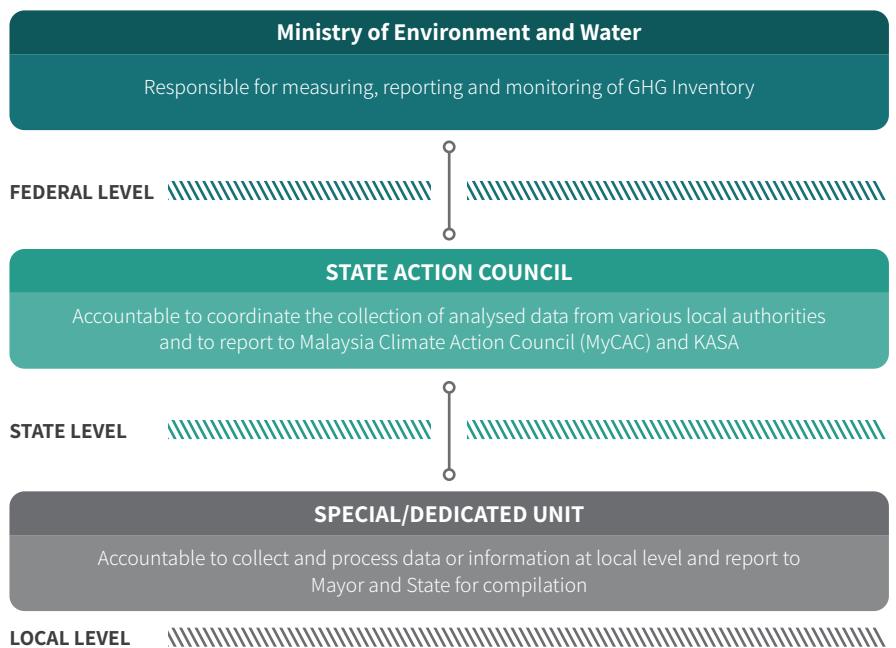 Ministry of Environment and Water
Responsible for measuring, reporting and monitoring of GHG Inventory
FEDERAL LEVEL
STATE ACTION COUNCIL
Accountable to coordinate the collection of analysed data from various local authorities
and to report to Malaysia Climate Action Council (MyCAC) and KASA
STATE LEVEL
SPECIAL/DEDICATED UNIT
Accountable to collect and process data or information at local level and report to
Mayor and State for compilation
LOCAL LEVEL